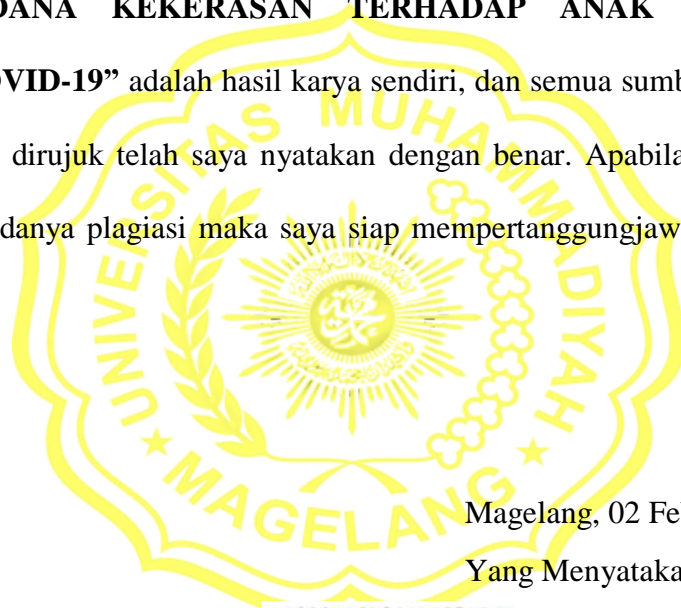 DANA KEKERASAN TERHADAP ANAK
VID-19” adalah hasil karya sendiri, dan semua sumb
dirujuk telah saya nyatakan dengan benar. Apabila
danya plagiasi maka saya siap mempertanggungjaw
UNIVERSITAS MUHAMMADIYAH
MAGELANG
Magelang, 02 Fe
Yang Menyataka